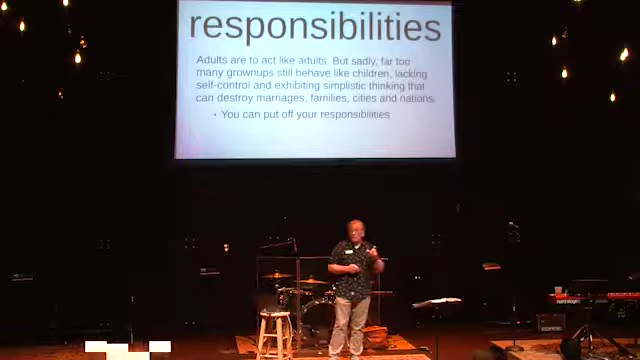 responsibilities
Adults are to act like adults. But sadly, far too
many grownups still behave like children, lacking
self-control and exhibiting simplistic thinking that
can destroy marriages, families, cities and nations.
• You can put off your responsibilities